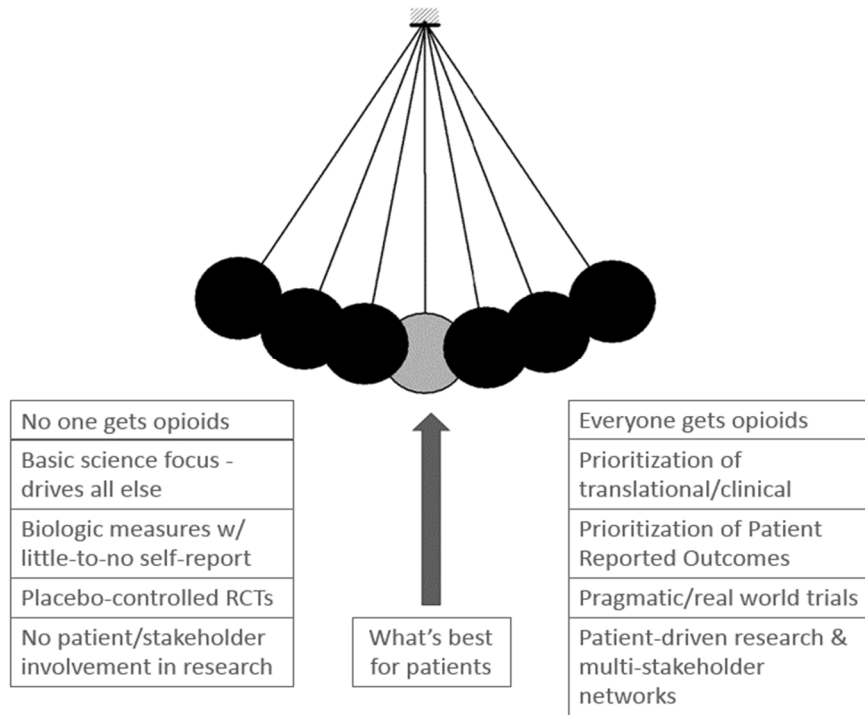 No one gets opioids
Basic science focus -
drives all else
Biologic measures w/
little-to-no self-report
Placebo-controlled RCTs
No patient/stakeholder
involvement in research
What's best
for patients
Everyone gets opioids
Prioritization of
translational/clinical
Prioritization of Patient
Reported Outcomes
Pragmatic/real world trials
Patient-driven research &
multi-stakeholder
networks